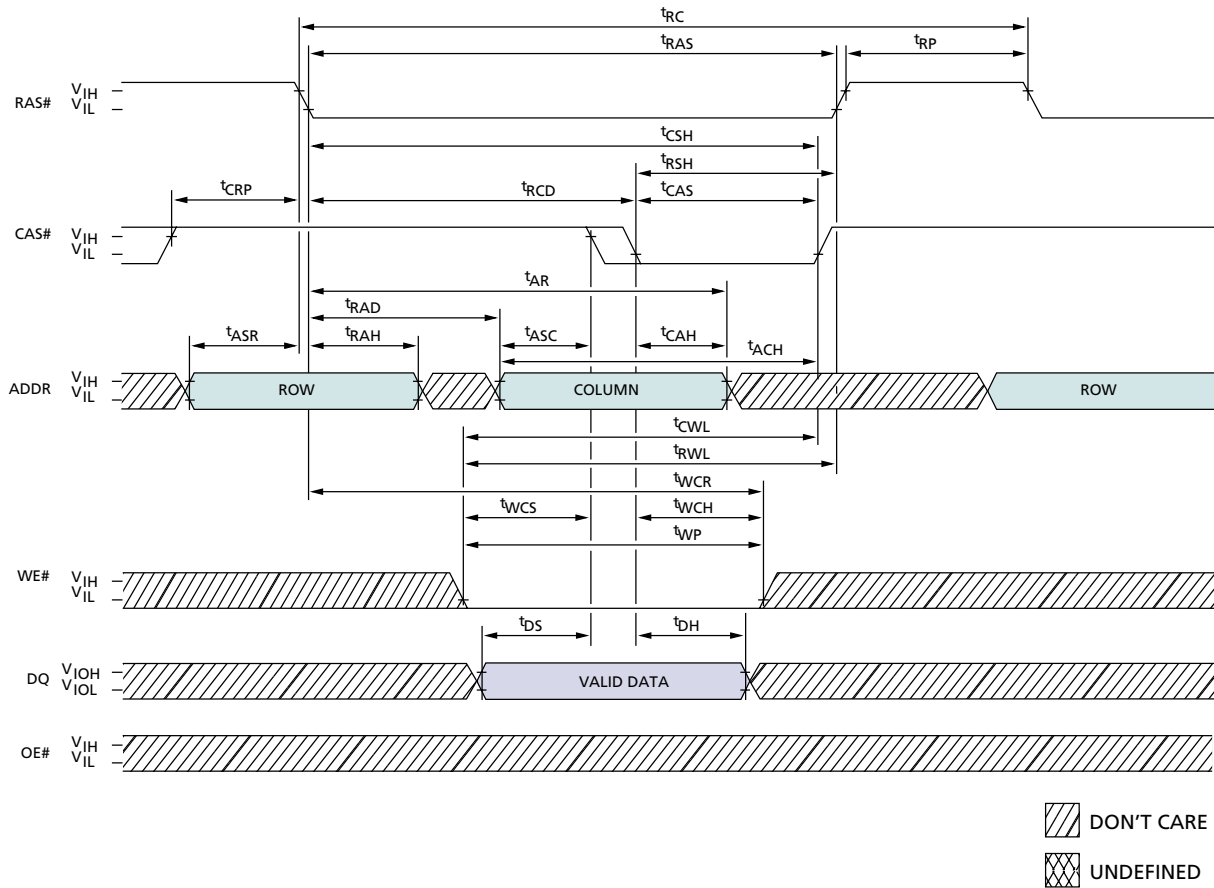 tRC
tRAS
tRP
RAS#
VIH
VIL
tCSH
tRSH
tCRP
tRCD
tCAS
CAS#
VIH
VIL
tAR
tRAD
tASR
tRAH
tASC
tCAH
tACH
ADDR
VIH
VIL
ROW
COLUMN
ROW
tCWL
tRWL
tWCR
tWCS
tWCH
tWP
WE#
VIH
VIL
tDS
tDH
DQ
VIOH
VIOL
VALID DATA
OE#
VIH
VIL
DON'T CARE
UNDEFINED